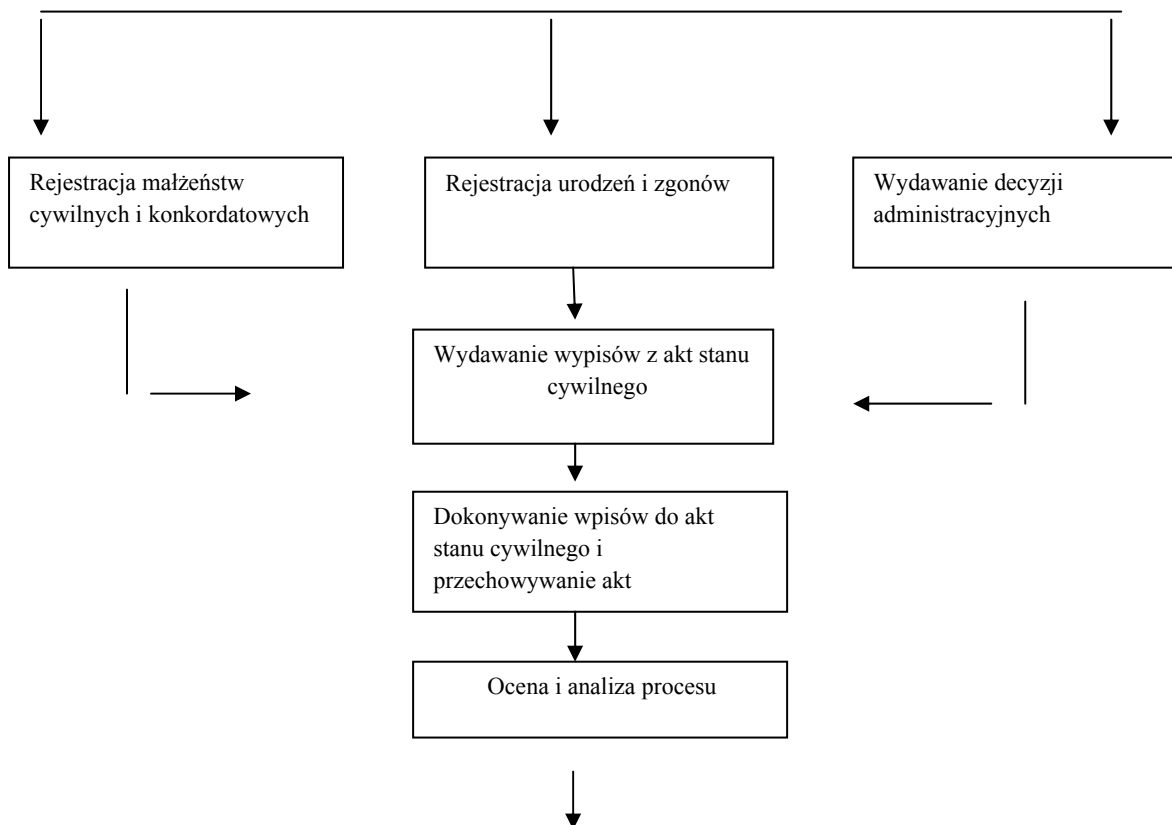 Rejestracja małżeństw
cywilnych i konkordatowych
Rejestracja urodzeń i zgonów
Wydawanie decyzji
administracyjnych
Wydawanie wypisów z akt stanu
cywilnego
Dokonywanie wpisów do akt
stanu cywilnego i
przechowywanie akt
Ocena i analiza procesu